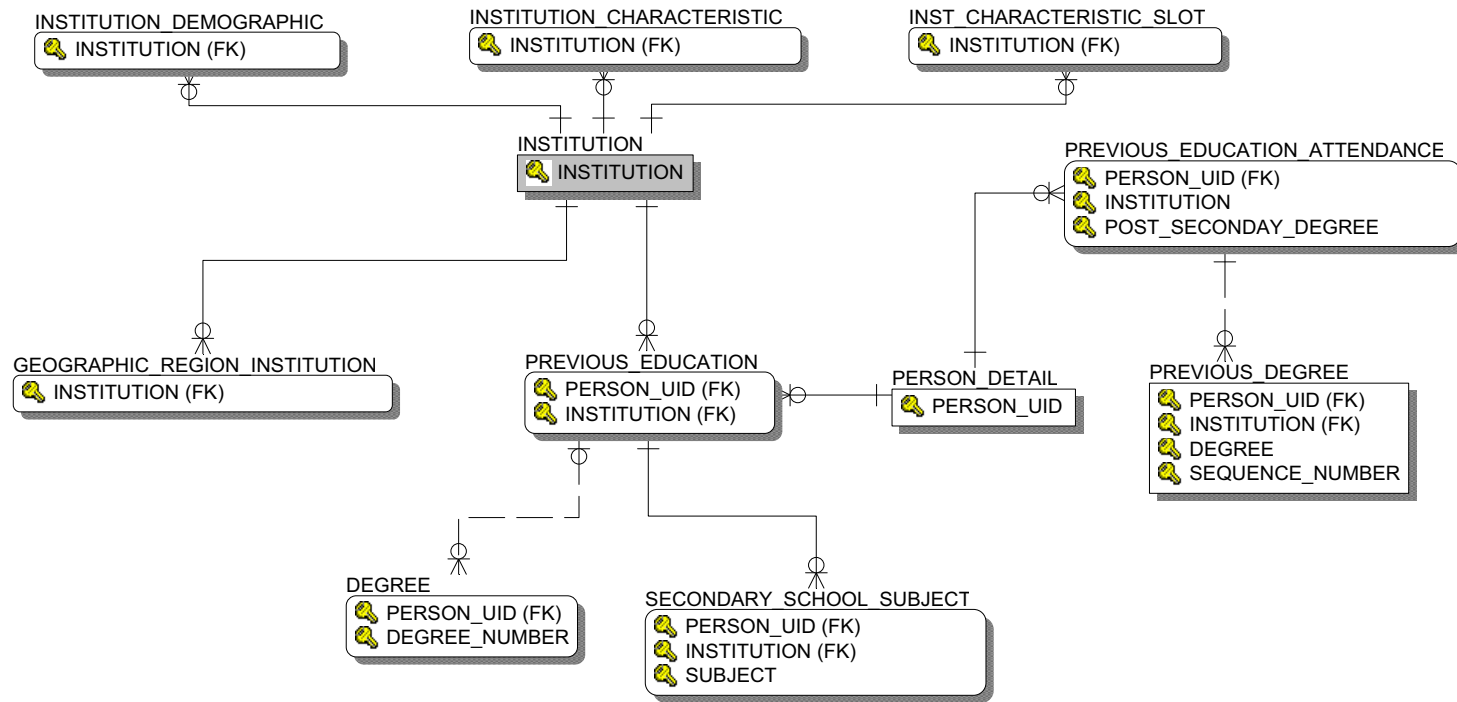 INSTITUTION_DEMOGRAPHIC
INSTITUTION (FK)
INSTITUTION_CHARACTERISTIC
INSTITUTION (FK)
INST_CHARACTERISTIC_SLOT
INSTITUTION (FK)
INSTITUTION
INSTITUTION
PREVIOUS_EDUCATION_ATTENDANCE
PERSON_UID (FK)
INSTITUTION
POST_SECONDAY_DEGREE
GEOGRAPHIC_REGION_INSTITUTION
INSTITUTION (FK)
PREVIOUS_EDUCATION
PERSON_UID (FK)
INSTITUTION (FK)
PERSON_DETAIL
PERSON_UID
PREVIOUS_DEGREE
PERSON_UID (FK)
INSTITUTION (FK)
DEGREE
SEQUENCE_NUMBER
DEGREE
PERSON_UID (FK)
DEGREE_NUMBER
SECONDARY_SCHOOL_SUBJECT
PERSON_UID (FK)
INSTITUTION (FK)
SUBJECT